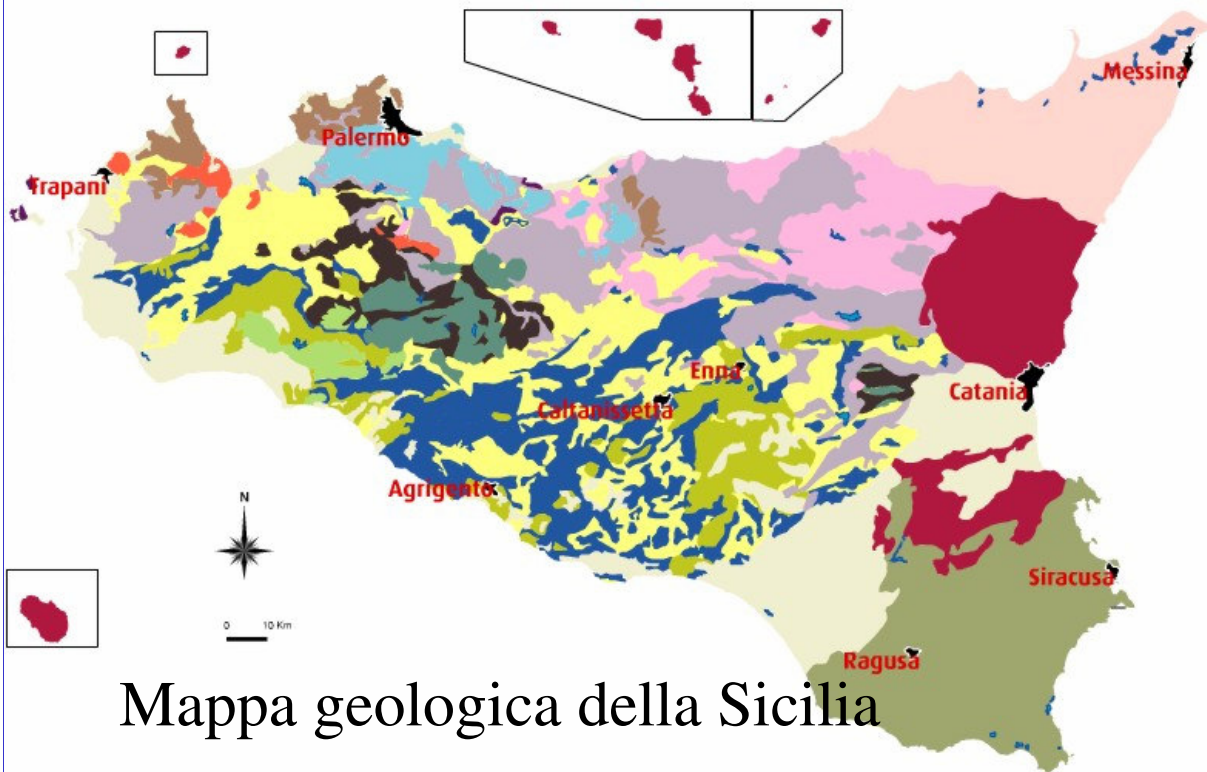 Messina
Palermo
Trapani
Enna
Catania
Caltanissetta
Agrigento
N
0 10 Km
Siracusa
Ragusa
Mappa geologica della Sicilia